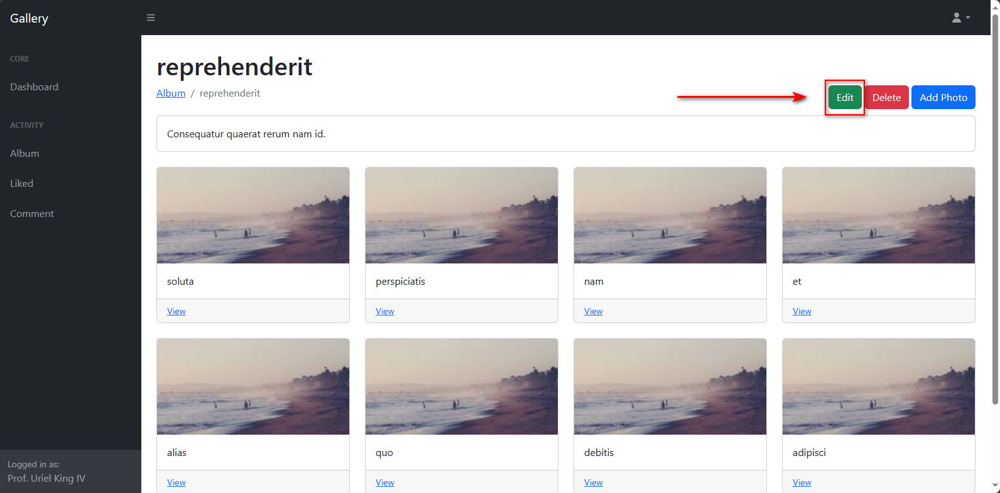 Gallery
CORE
Dashboard
ACTIVITY
Album
Liked
Comment
Logged in as:
Prof. Uriel King IV
reprehenderit
Album / reprehenderit
Edit Delete Add Photo
Consequatur quaerat rerum nam id.
soluta perspiciatis nam et
View View View View
alias quo debitis adipisci
View View View View